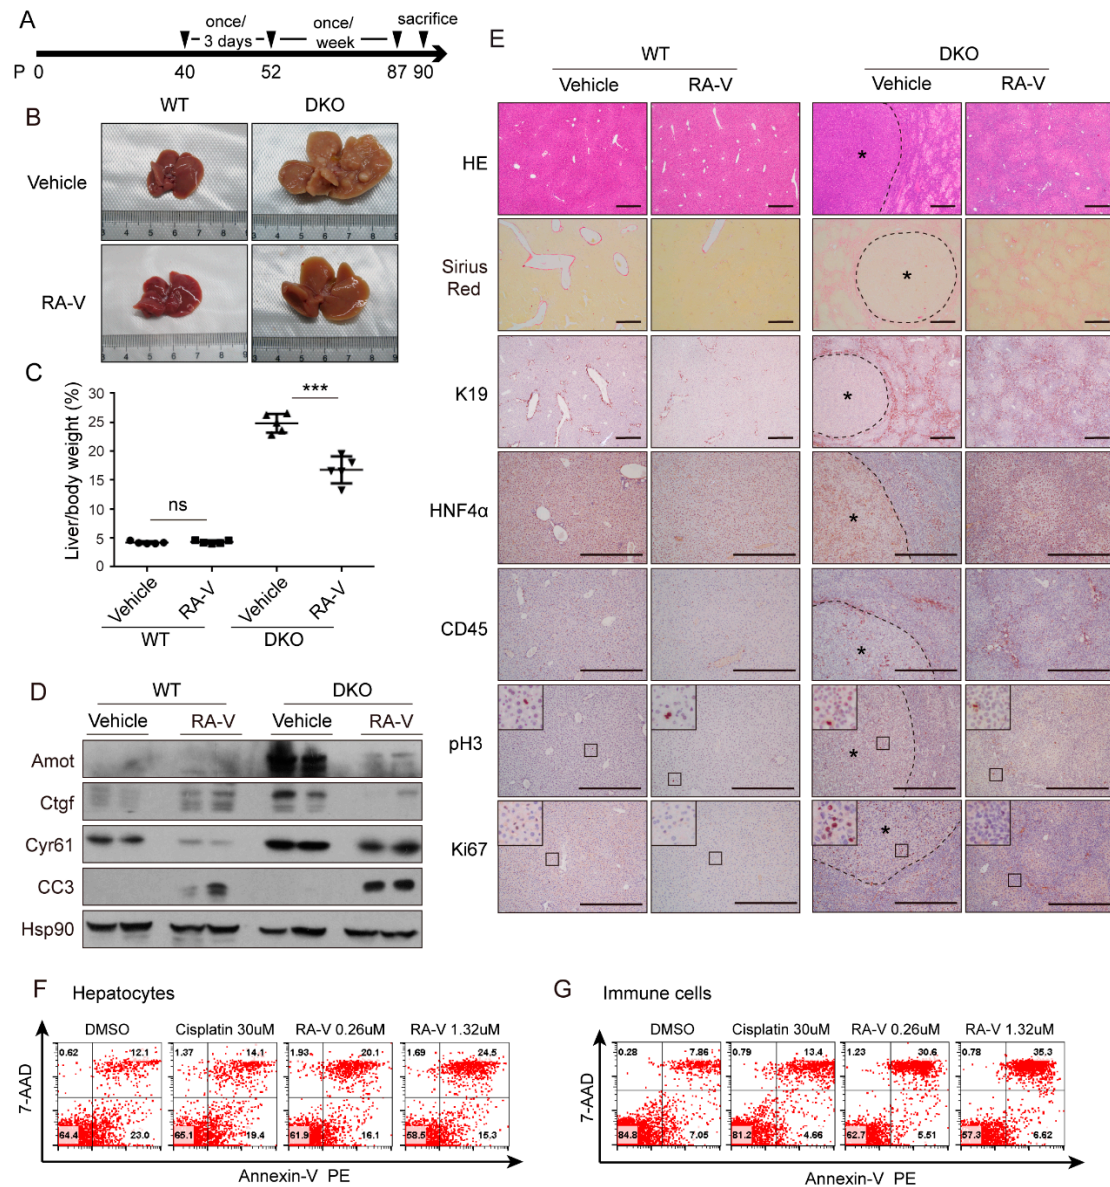 A
once/ 3 days
once/ week
sacrifice
P 0 40 52 87 90
B
WT DKO
Vehicle
RA-V
3 4 5 6 7 8 9
C
Liver/body weight (%)
30
25
20
15
10
5
0
ns
***
Vehicle RA-V Vehicle RA-V
WT DKO
D
WT DKO
Vehicle RA-V Vehicle RA-V
Amot
Ctgf
Cyr61
CC3
Hsp90
E
WT DKO
Vehicle RA-V Vehicle RA-V
HE
*
Sirius Red
*
K19
*
HNF4α
*
CD45
*
pH3
*
Ki67
*
F Hepatocytes
DMSO Cisplatin 30uM RA-V 0.26uM RA-V 1.32uM
0.62 12.1 1.37 14.1 1.93 20.1 1.69 24.5
64.4 23.0 65.1 19.4 61.9 16.1 58.5 15.3
7-AAD
Annexin-V PE
G Immune cells
DMSO Cisplatin 30uM RA-V 0.26uM RA-V 1.32uM
0.28 7.86 0.79 13.4 1.23 30.6 0.78 35.3
84.8 7.05 81.2 4.66 62.7 5.51 57.3 6.62
7-AAD
Annexin-V PE